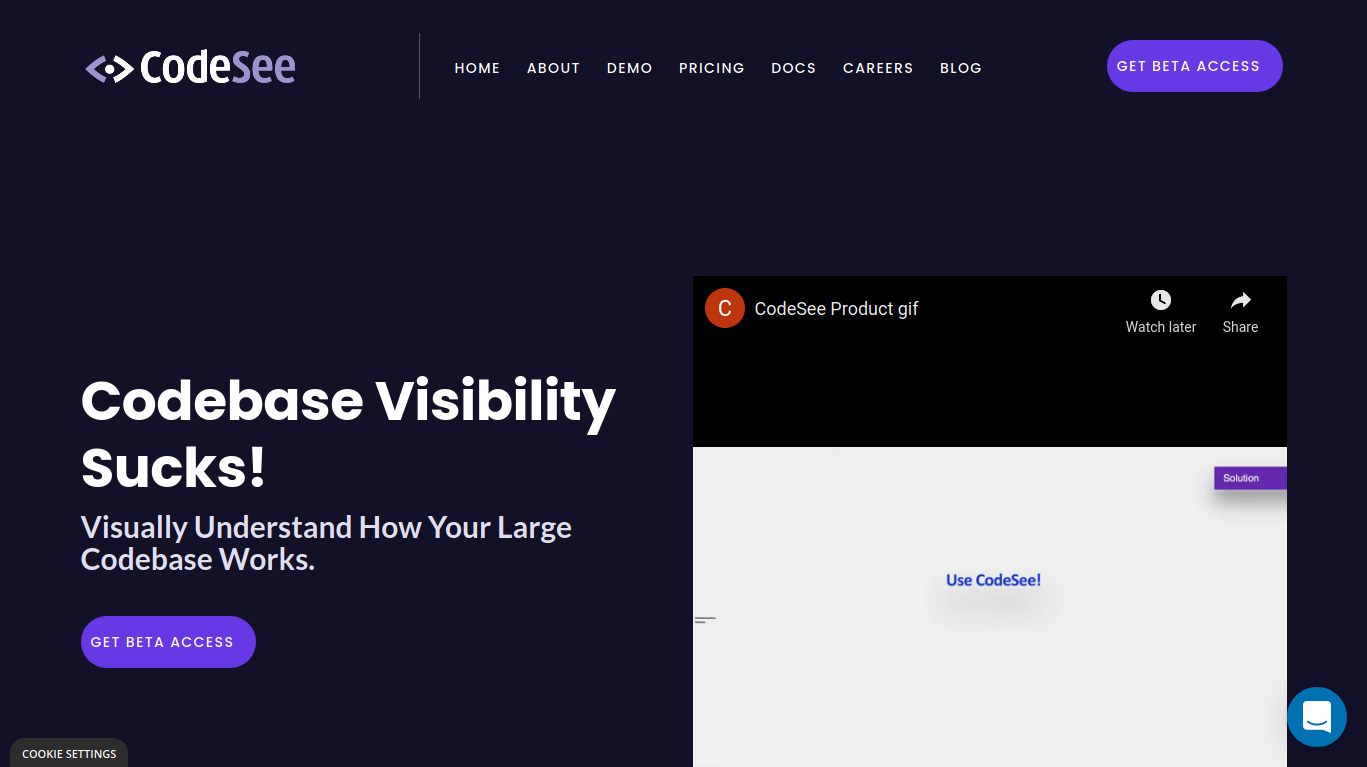 CodeSee
HOME ABOUT DEMO PRICING DOCS CAREERS BLOG
GET BETA ACCESS
C CodeSee Product gif
Watch later Share
Codebase Visibility
Sucks!
Visually Understand How Your Large
Codebase Works.
GET BETA ACCESS
Solution
Use CodeSee!
COOKIE SETTINGS